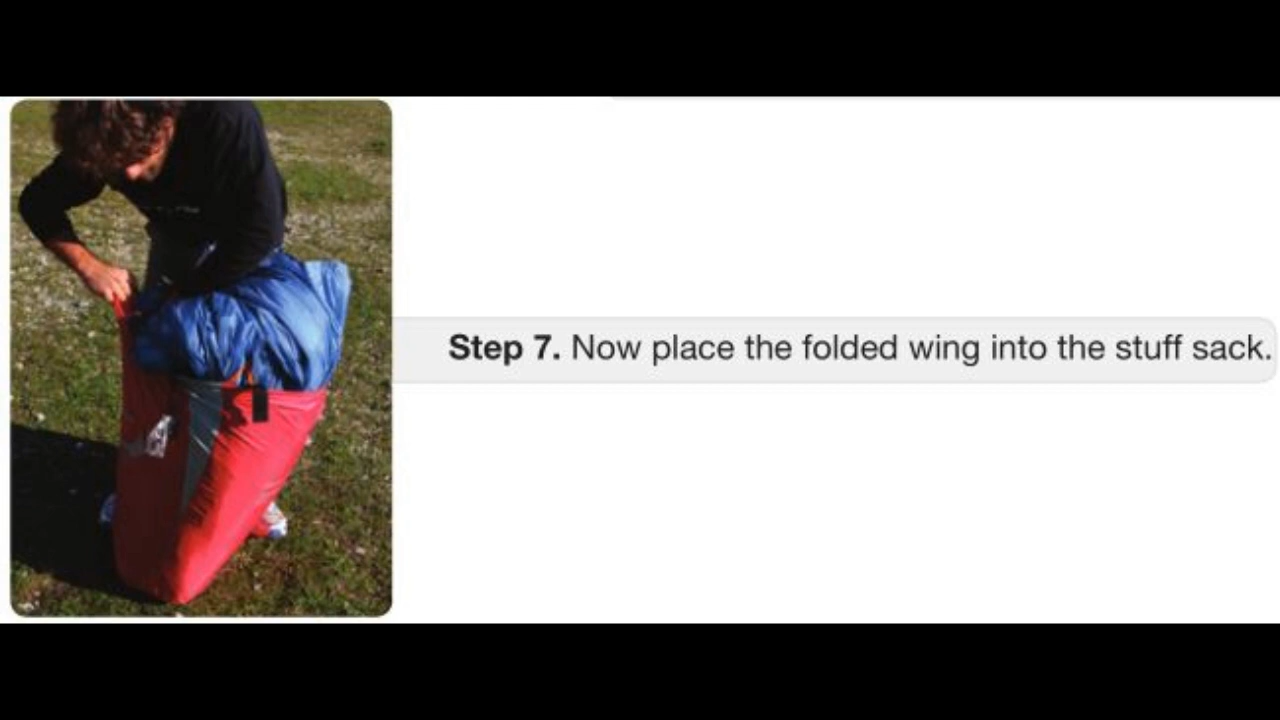 Step 7. Now place the folded wing into the stuff sack.